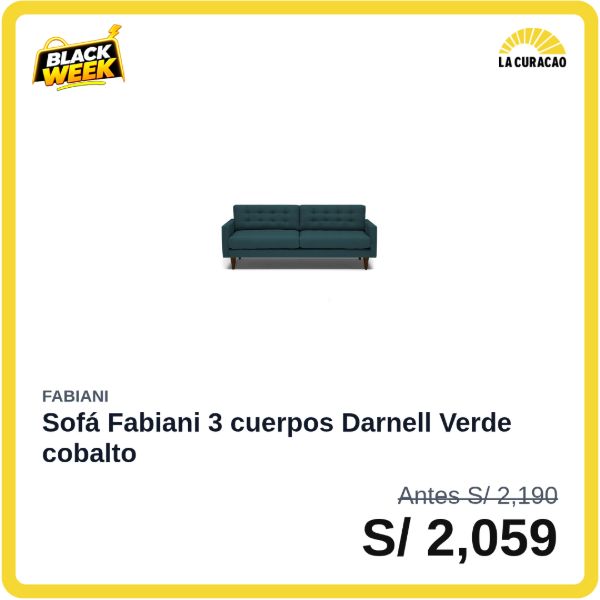 BLACK
WEEK
LA CURACAO
FABIANI
Sofá Fabiani 3 cuerpos Darnell Verde
cobalto
Antes S/ 2,190
S/ 2,059